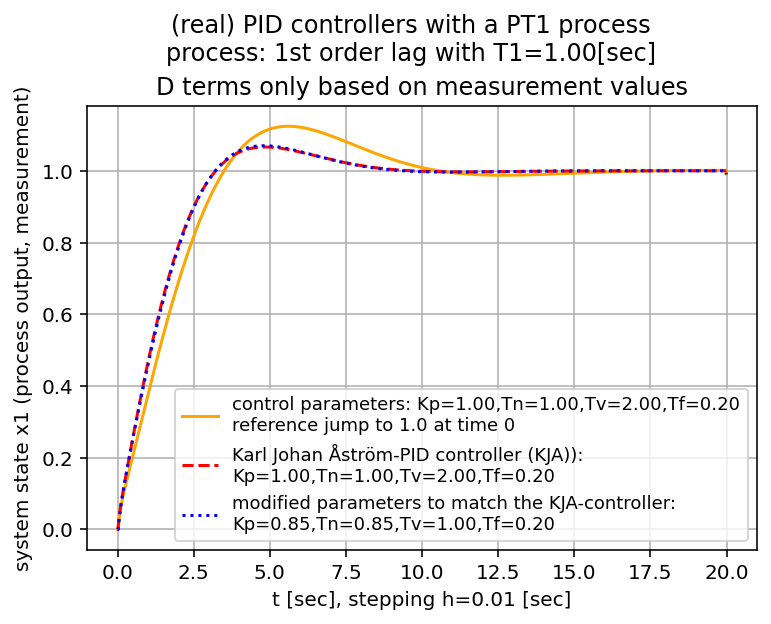 (real) PID controllers with a PT1 process
process: 1st order lag with T1=1.00[sec]
D terms only based on measurement values
system state x1 (process output, measurement)
1.0
0.8
0.6
0.4
0.2
0.0
control parameters: Kp=1.00,Tn=1.00,Tv=2.00,Tf=0.20
reference jump to 1.0 at time 0
Karl Johan Åström-PID controller (KJA)):
Kp=1.00,Tn=1.00,Tv=2.00,Tf=0.20
modified parameters to match the KJA-controller:
Kp=0.85,Tn=0.85,Tv=1.00,Tf=0.20
0.0 2.5 5.0 7.5 10.0 12.5 15.0 17.5 20.0
t [sec], stepping h=0.01 [sec]